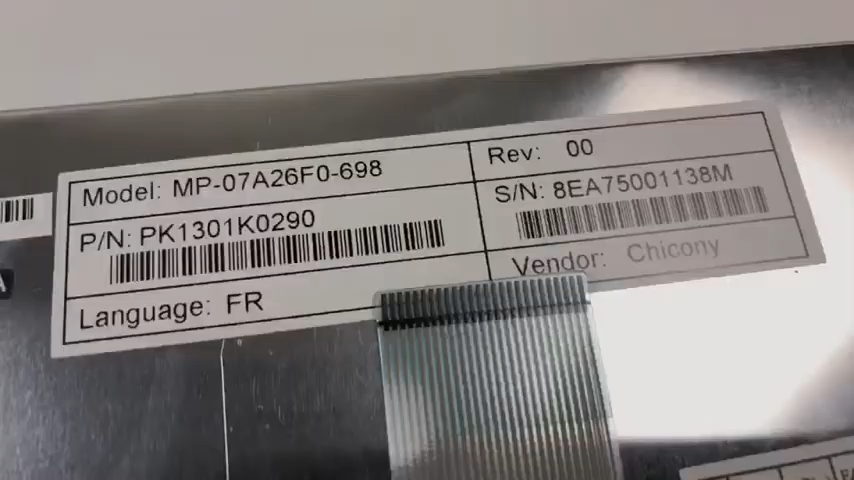 Model: MP-07A26F0-698
Rev: 00
P/N: PK1301K0290
S/N: 8EA75001138M
Language: FR
Vendor: Chicony